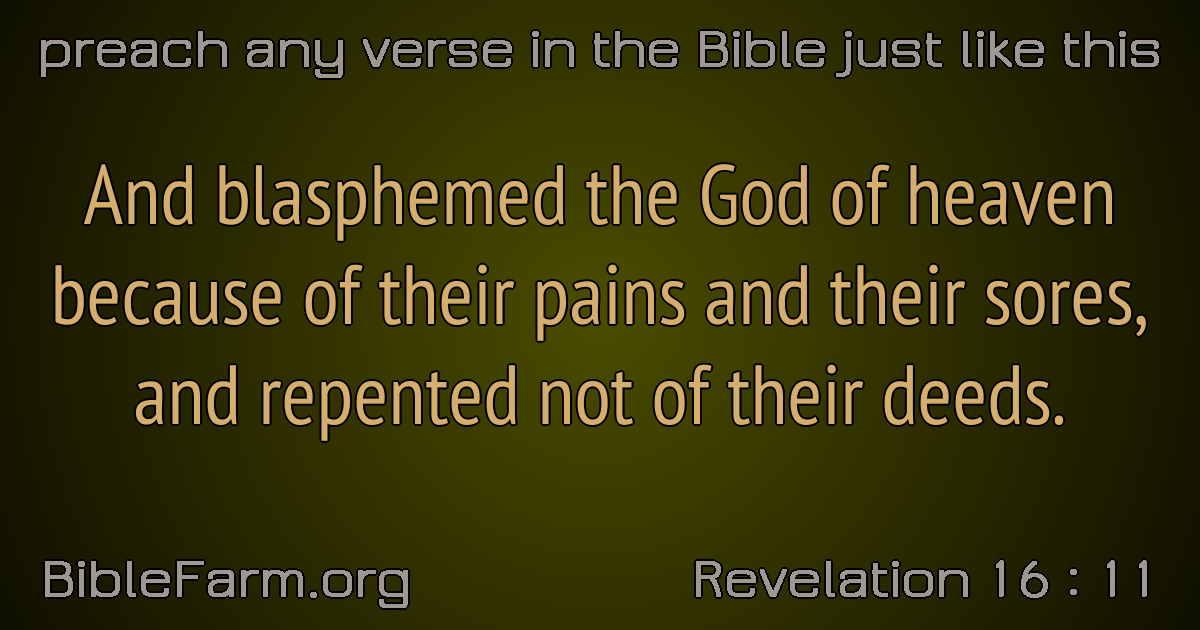 preach any verse in the Bible just like this
And blasphemed the God of heaven
because of their pains and their sores,
and repented not of their deeds.
BibleFarm.org
Revelation 16 : 11